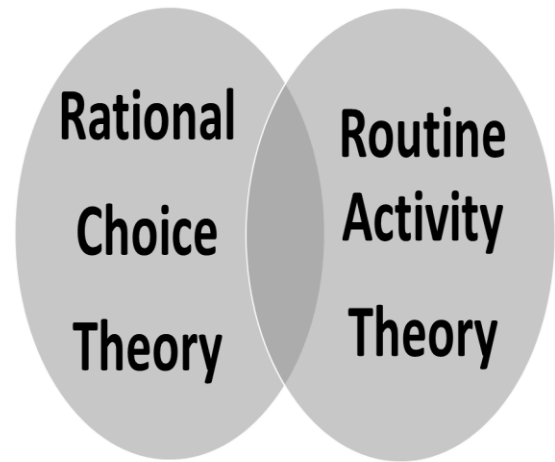 Rational
Choice
Theory
Routine
Activity
Theory